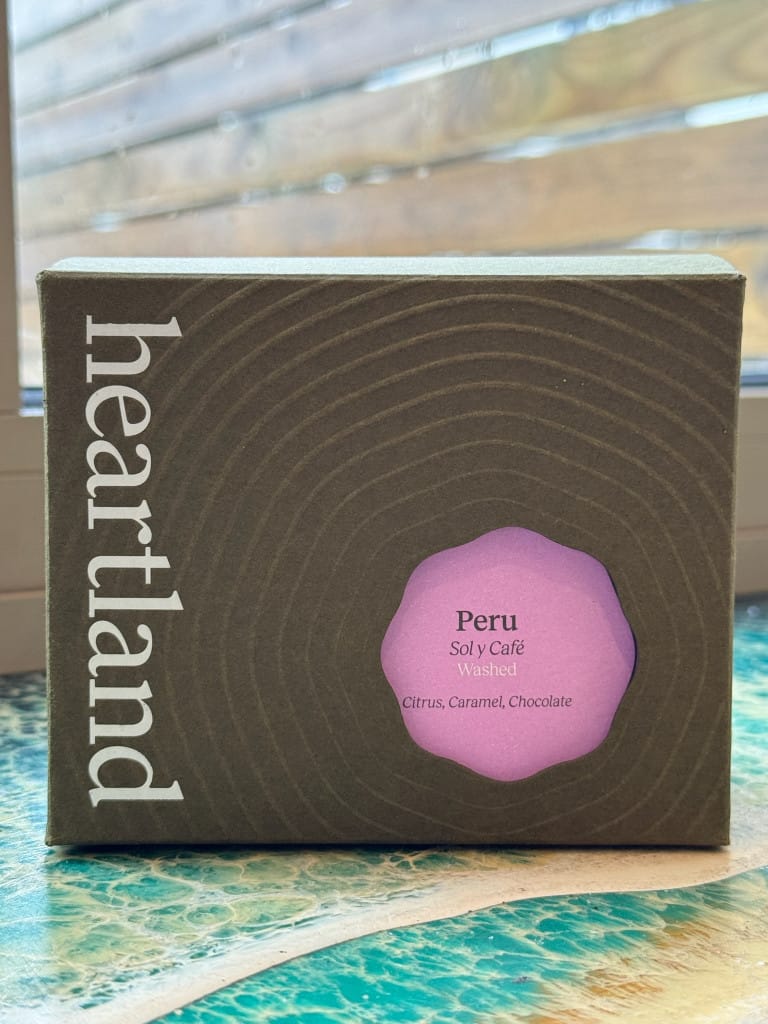 heartland
Peru
Sol y Café
Washed
Citrus, Caramel, Chocolate